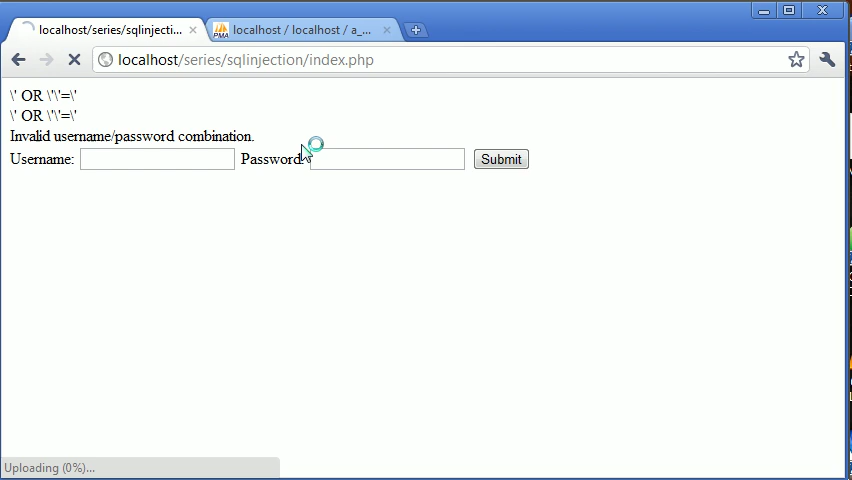 localhost/series/sqlinjecti...
PMA
localhost / localhost / a_...
localhost/series/sqlinjection/index.php
\' OR \'\'=\'
\' OR \'\'=\'
Invalid username/password combination.
Username:
Password:
Submit
Uploading (0%)...